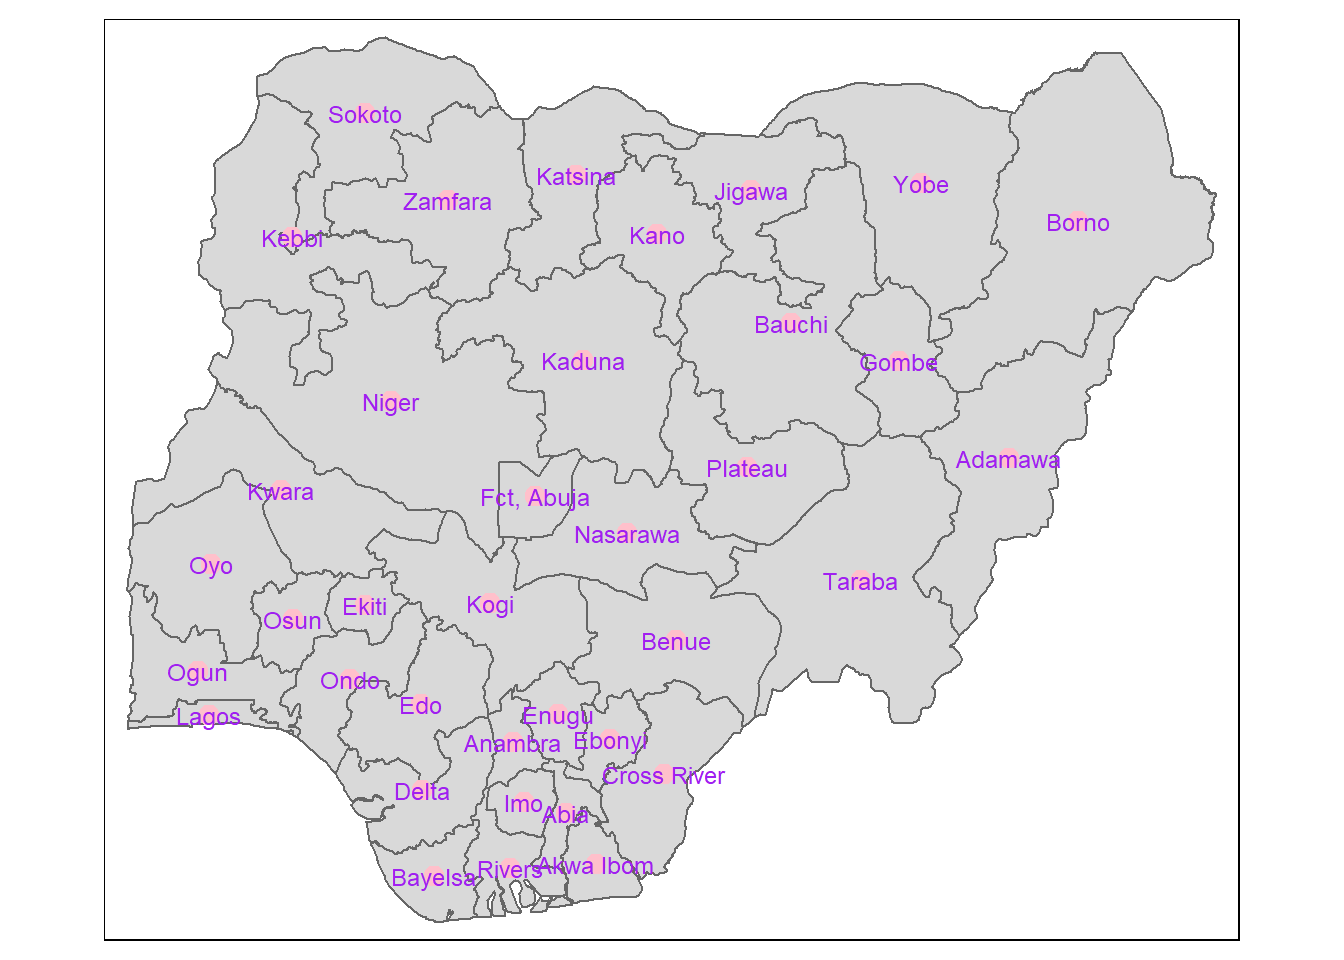 Sokoto
Katsina
Yobe
Jigawa
Zamfara
Borno
Kano
Kebbi
Bauchi
Kaduna
Gombe
Niger
Adamawa
Plateau
Kwara
Fct, Abuja
Nasarawa
Oyo
Taraba
Kogi
Ekiti
Osun
Benue
Ogun
Ondo
Edo
Lagos
Enugu
Anambra
Ebonyi
Cross River
Delta
Imo
Abia
Akwa Ibom
Rivers
Bayelsa